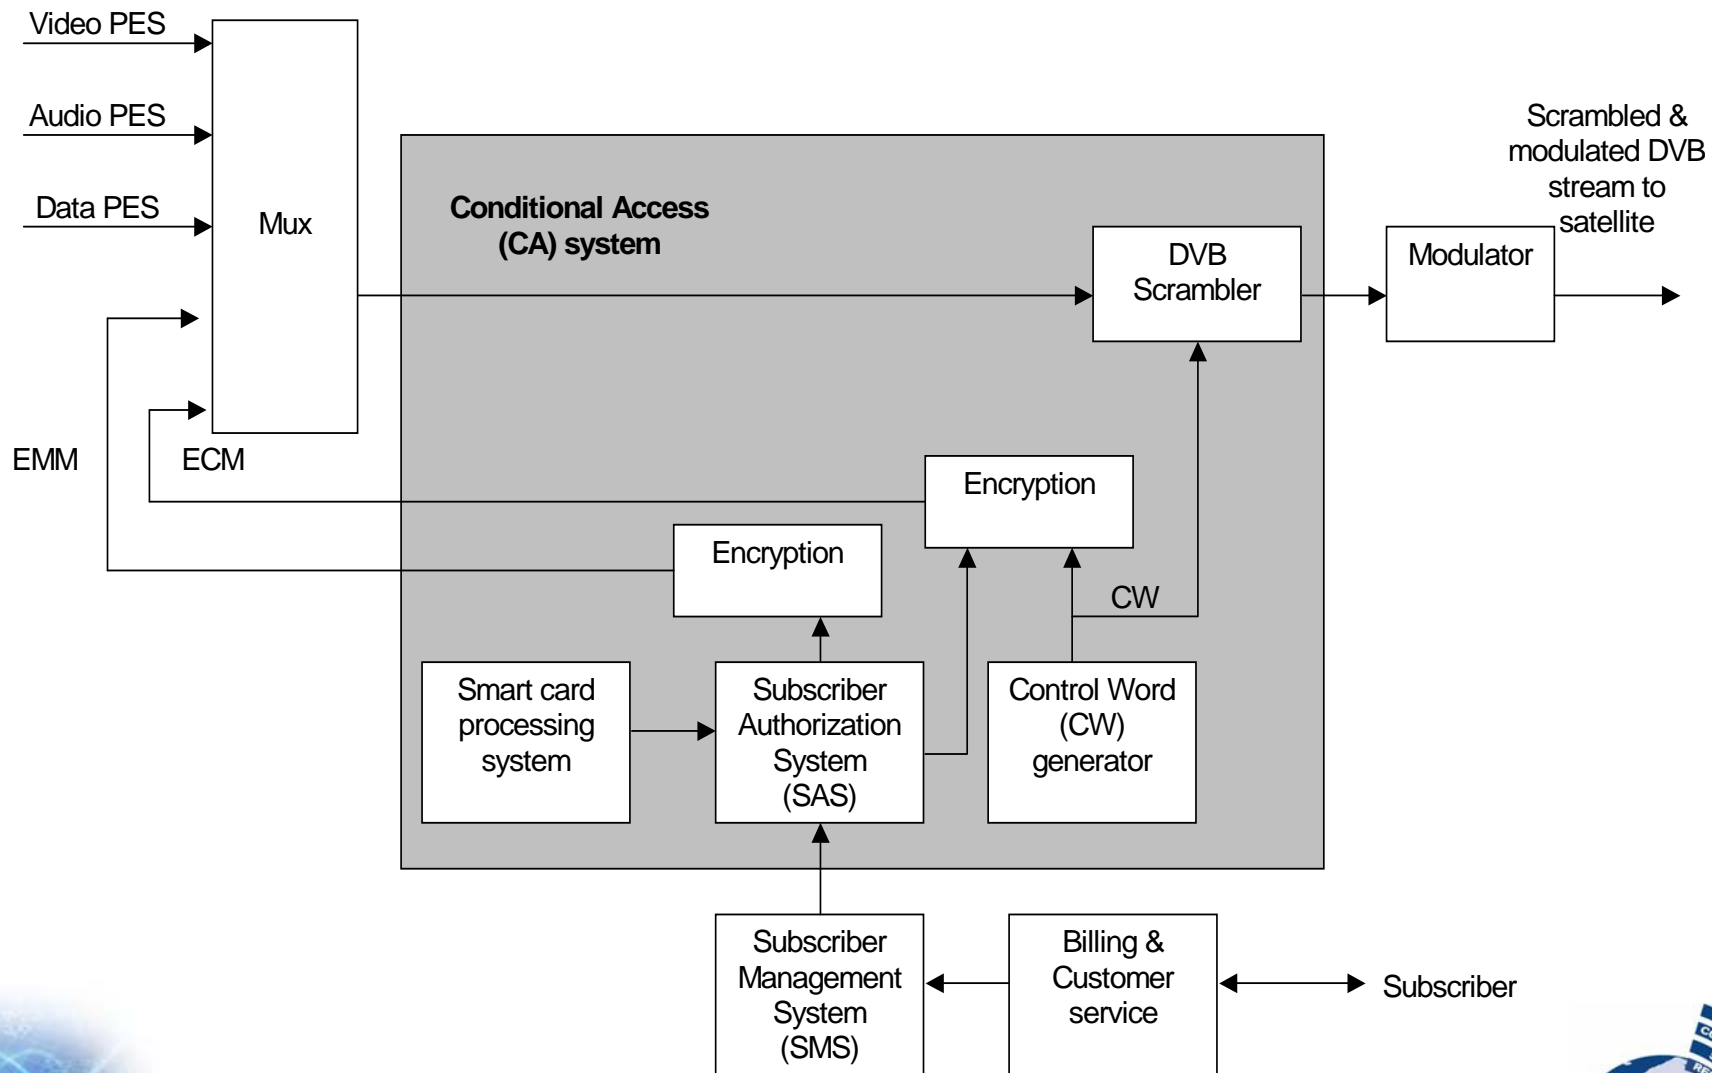 Video PES
Audio PES
Data PES
Mux
EMM
ECM
Conditional Access
(CA) system
DVB
Scrambler
Modulator
Scrambled &
modulated DVB
stream to
satellite
Encryption
Encryption
CW
Smart card
processing
system
Subscriber
Authorization
System
(SAS)
Control Word
(CW)
generator
Subscriber
Management
System
(SMS)
Billing &
Customer
service
Subscriber